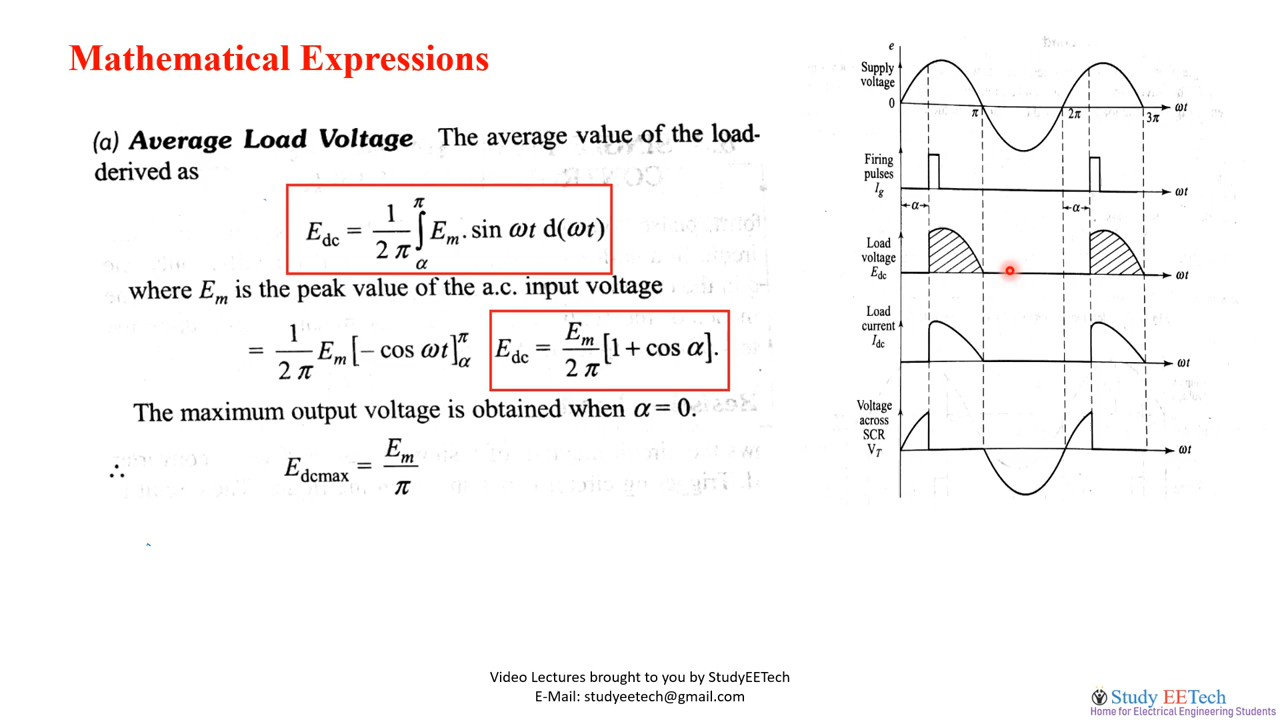 Mathematical Expressions
(a) Average Load Voltage The average value of the load-
derived as
E_dc = 1/2π ∫_α^π E_m . sin ωt d(ωt)
where E_m is the peak value of the a.c. input voltage
= 1/2π E_m [– cos ωt]_α^π E_dc = E_m/2π [1 + cos α].
The maximum output voltage is obtained when α = 0.
∴ E_dcmax = E_m/π
e
Supply
voltage
0
π
2π
3π
ωt
Firing
pulses
I_g
ωt
α
α
Load
voltage
E_dc
ωt
Load
current
I_dc
ωt
Voltage
across
SCR
V_T
ωt
Video Lectures brought to you by StudyEETech
E-Mail: studyeetech@gmail.com
Study EETech
Home for Electrical Engineering Students